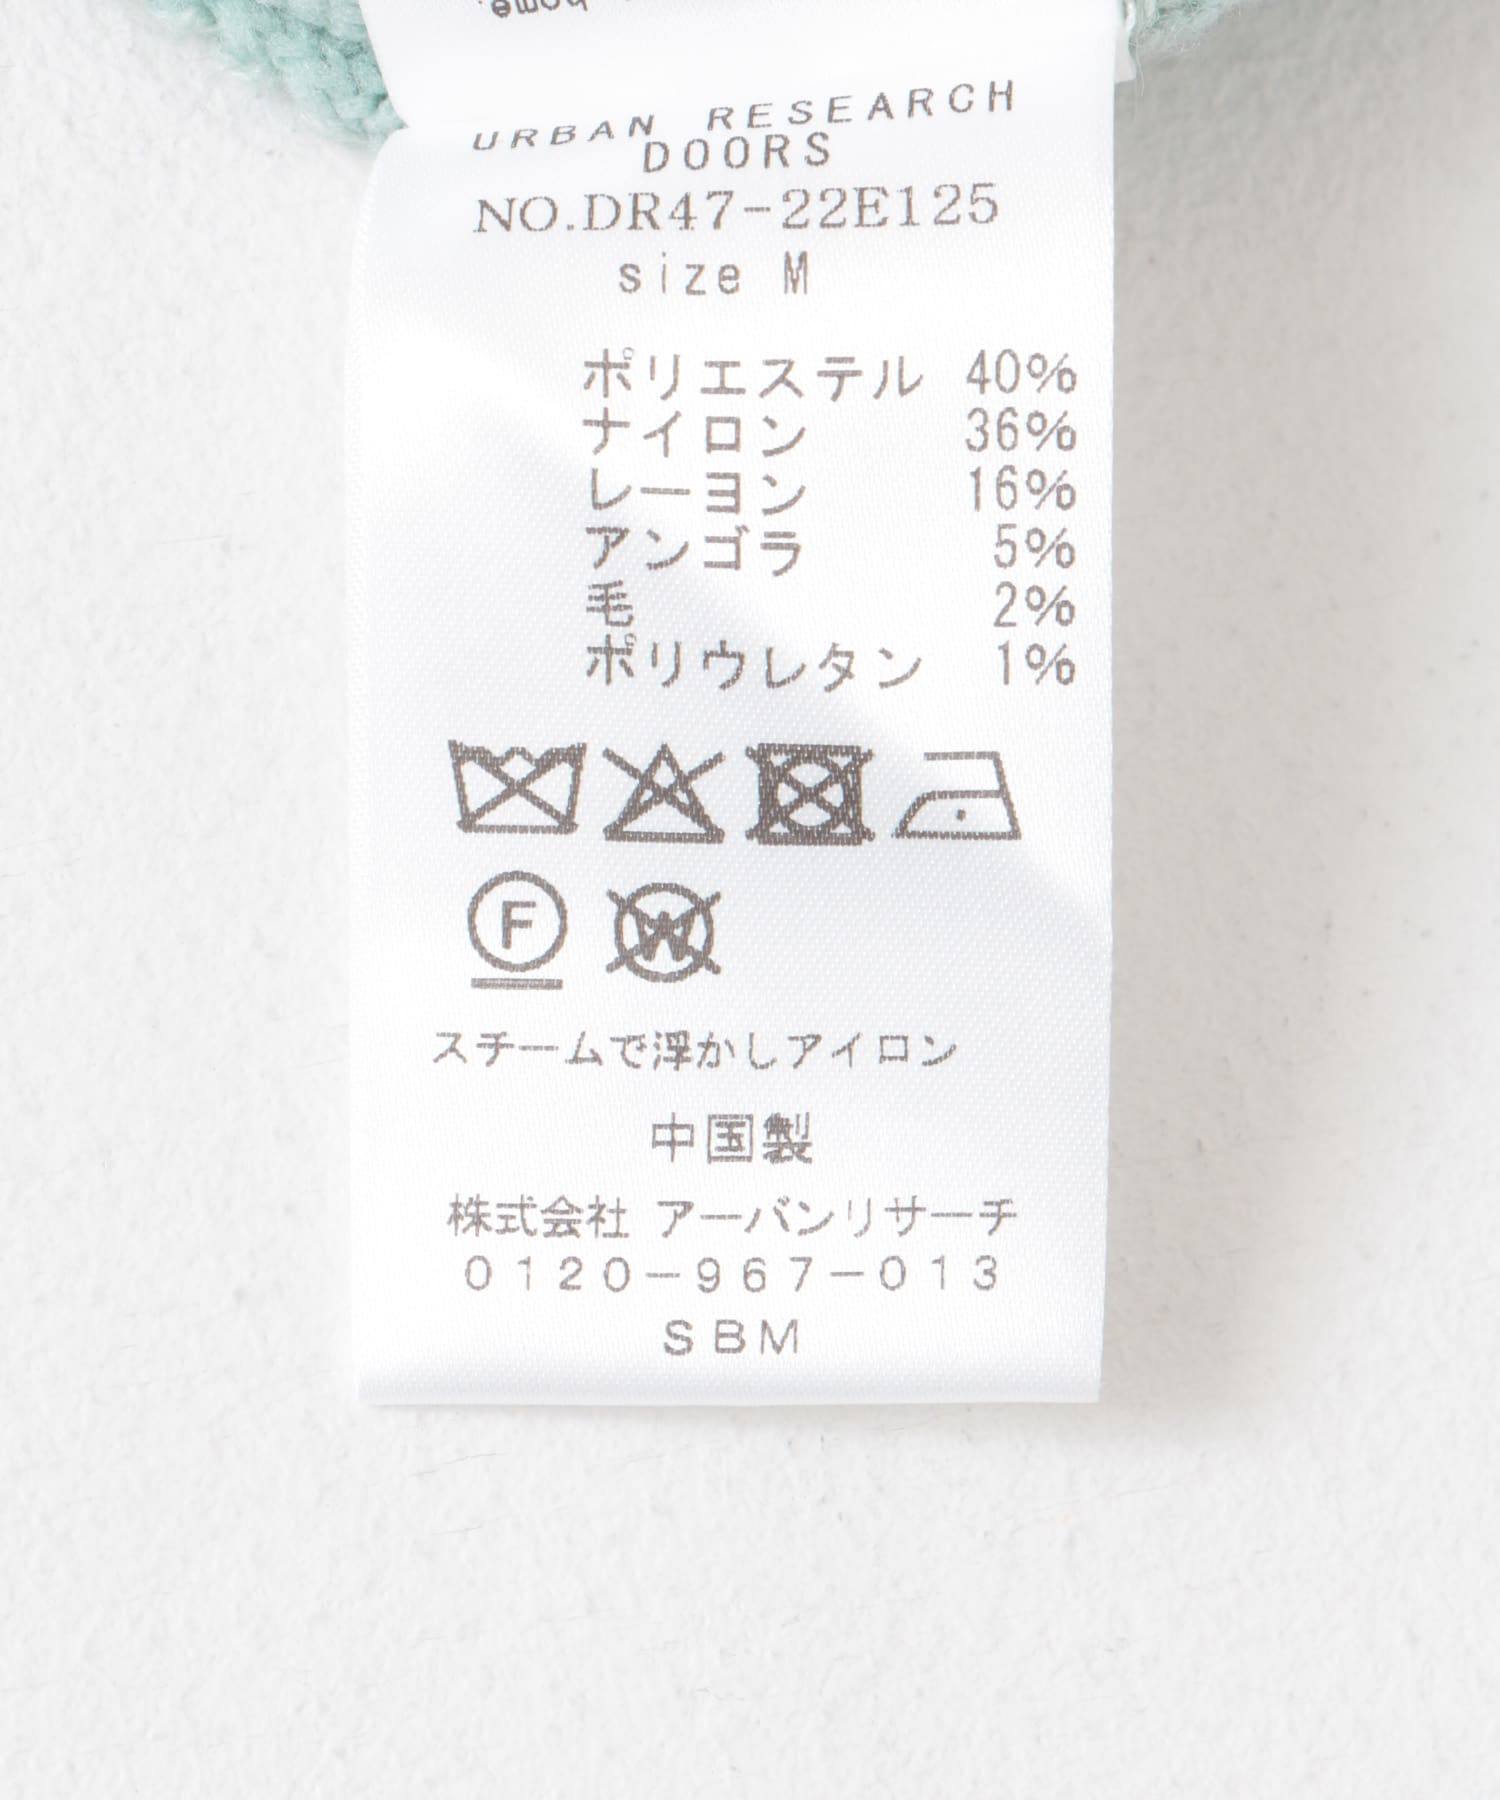 home.
URBAN RESEARCH
DOORS
NO.DR47-22E125
size M
ポリエステル 40%
ナイロン 36%
レーヨン 16%
アンゴラ 5%
毛 2%
ポリウレタン 1%
F W
スチームで浮かしアイロン
中国製
株式会社 アーバンリサーチ
0120-967-013
SBM